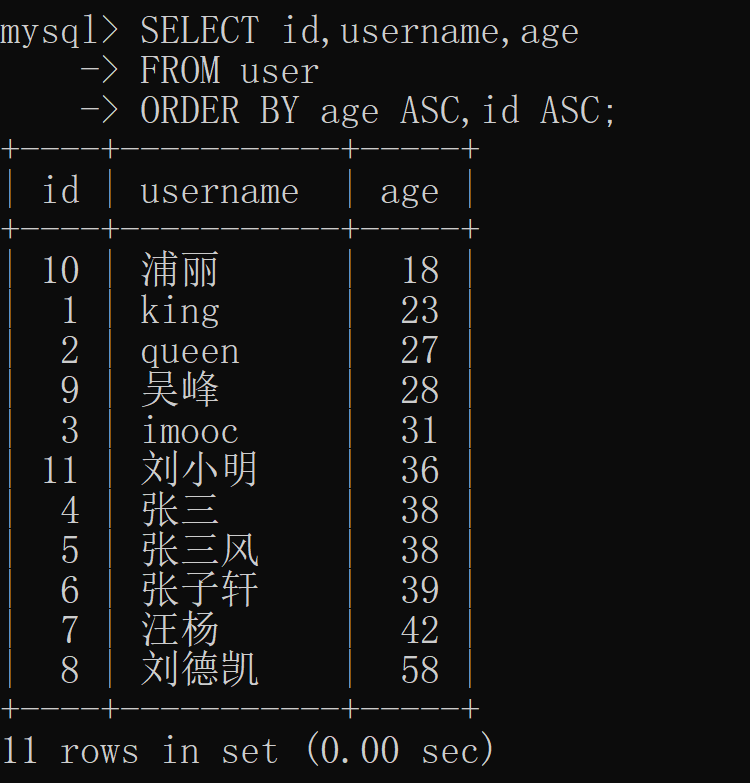 mysql> SELECT id,username,age
    -> FROM user
    -> ORDER BY age ASC,id ASC;
+----+-----------+-----+
| id | username  | age |
+----+-----------+-----+
| 10 | 浦丽      |  18 |
|  1 | king      |  23 |
|  2 | queen     |  27 |
|  9 | 吴峰      |  28 |
|  3 | imooc     |  31 |
| 11 | 刘小明    |  36 |
|  4 | 张三      |  38 |
|  5 | 张三风    |  38 |
|  6 | 张子轩    |  39 |
|  7 | 汪杨      |  42 |
|  8 | 刘德凯    |  58 |
+----+-----------+-----+
11 rows in set (0.00 sec)